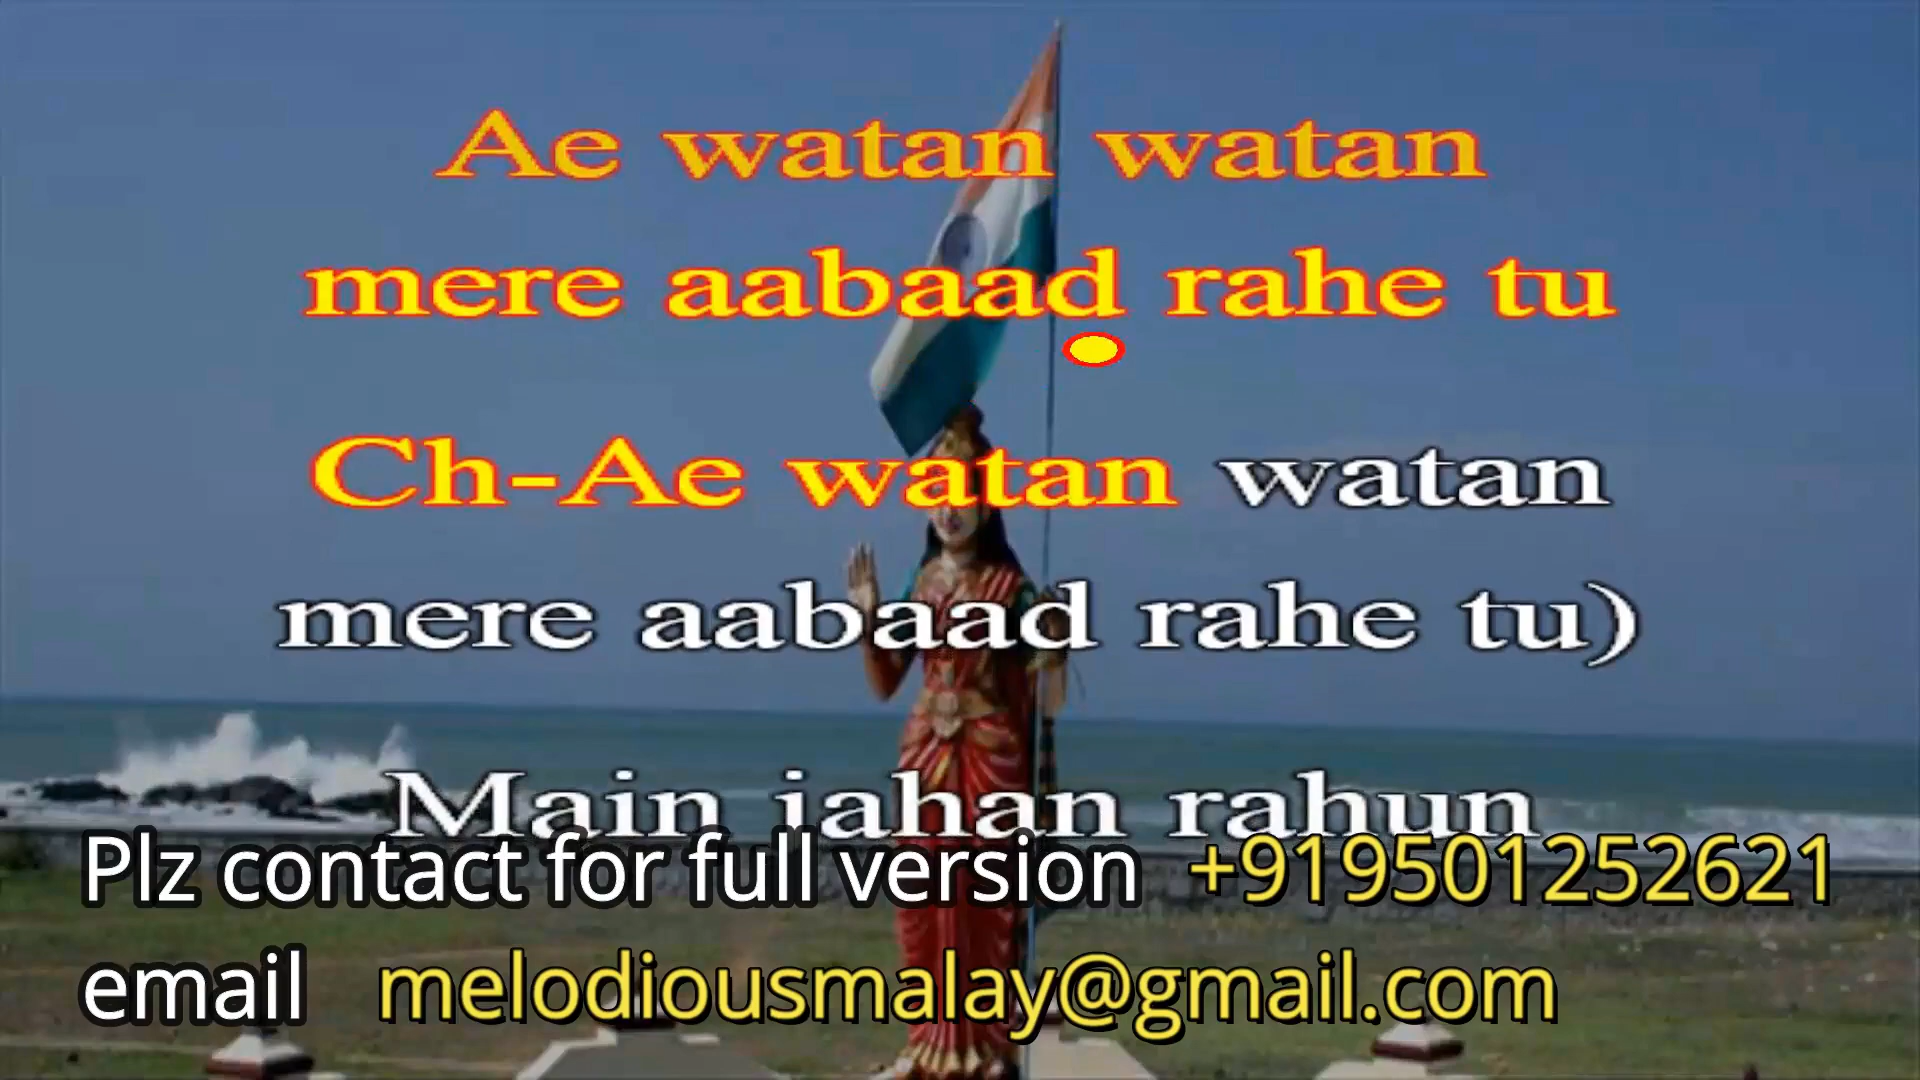 Ae watan watan
mere aabaad rahe tu
Ch-Ae watan watan
mere aabaad rahe tu)
Main jahan rahun
Plz contact for full version +919501252621
email melodiousmalay@gmail.com